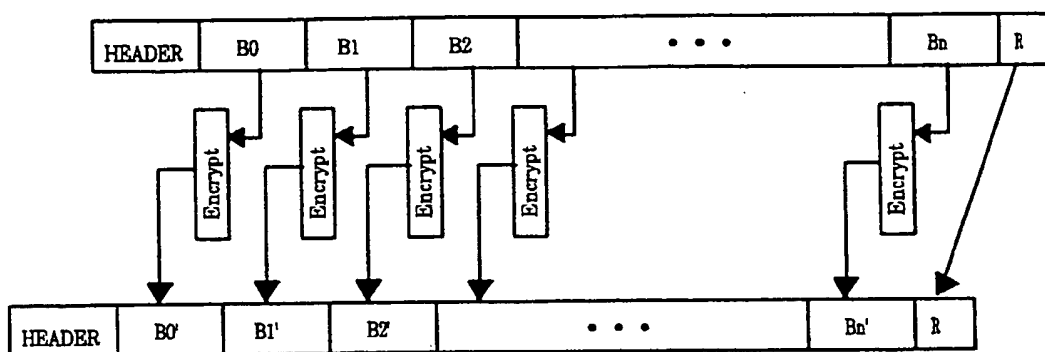 HEADER B0 B1 B2 • • • Bn R
Encrypt Encrypt Encrypt Encrypt Encrypt
HEADER B0' B1' B2' • • • Bn' R